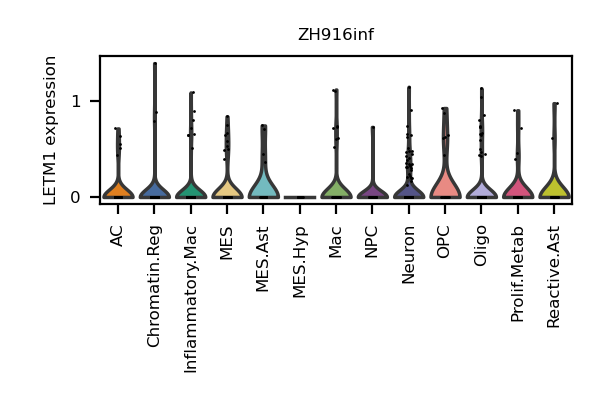 ZH916inf
LETM1 expression
1
0
AC
Chromatin.Reg
Inflammatory.Mac
MES
MES.Ast
MES.Hyp
Mac
NPC
Neuron
OPC
Oligo
Prolif.Metab
Reactive.Ast